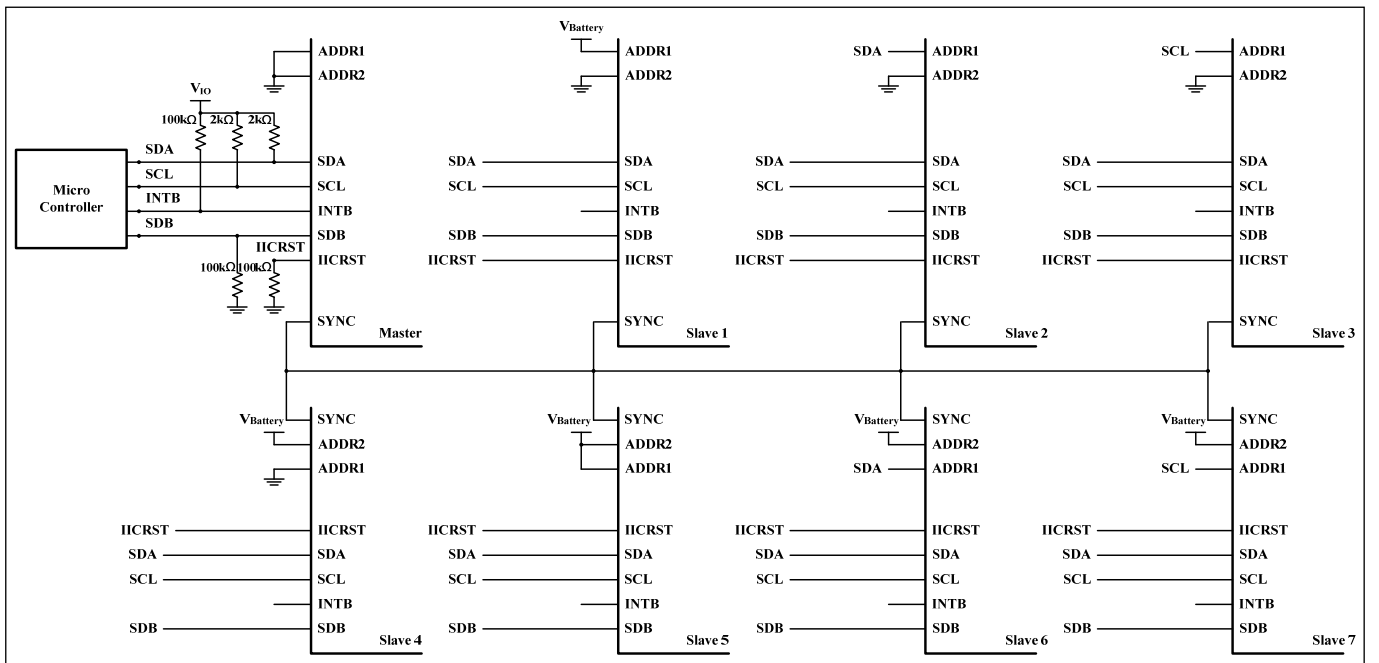 VBattery
ADDR1
ADDR2
VIO
100kΩ 2kΩ 2kΩ
Micro
Controller
SDA
SCL
INTB
SDB
IICRST
100kΩ 100kΩ
SDA
SCL
INTB
SDB
IICRST
SYNC
Master
ADDR1
ADDR2
SDA SDA
SCL SCL
INTB
SDB SDB
IICRST IICRST
SYNC
Slave 1
SDA ADDR1
ADDR2
SDA SDA
SCL SCL
INTB
SDB SDB
IICRST IICRST
SYNC
Slave 2
SCL ADDR1
ADDR2
SDA SDA
SCL SCL
INTB
SDB SDB
IICRST IICRST
SYNC
Slave 3
VBattery SYNC
ADDR2
ADDR1
IICRST IICRST
SDA SDA
SCL SCL
INTB
SDB SDB
Slave 4
VBattery SYNC
ADDR2
ADDR1
IICRST IICRST
SDA SDA
SCL SCL
INTB
SDB SDB
Slave 5
VBattery SYNC
ADDR2
SDA ADDR1
IICRST IICRST
SDA SDA
SCL SCL
INTB
SDB SDB
Slave 6
VBattery SYNC
ADDR2
SCL ADDR1
IICRST IICRST
SDA SDA
SCL SCL
INTB
SDB SDB
Slave 7